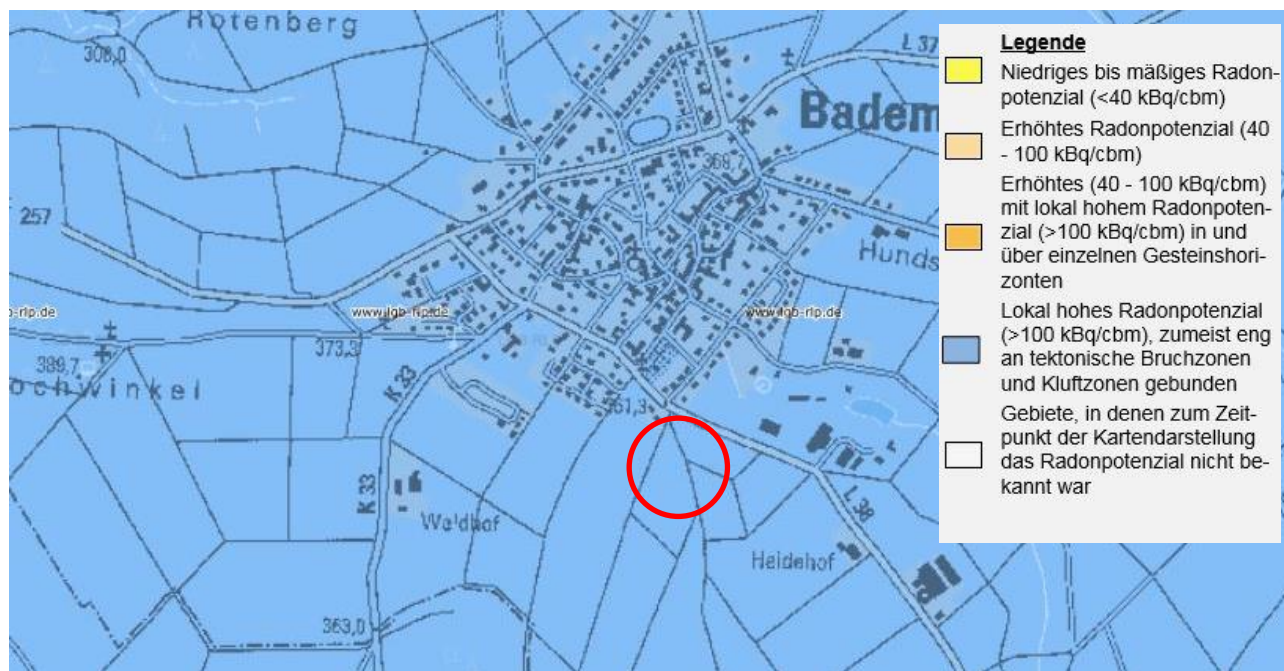 Rotenberg
308,0
L 37
Badem
257
369,7
Hunds
o-rlp.de
www.lgb-rlp.de
www.lgb-rlp.de
373,3
389,7
ochwinkel
K 33
361,3
K 33
Waldhof
L 38
Heidehof
363,0
Legende
Niedriges bis mäßiges Radon-
potenzial (<40 kBq/cbm)
Erhöhtes Radonpotenzial (40
- 100 kBq/cbm)
Erhöhtes (40 - 100 kBq/cbm)
mit lokal hohem Radonpoten-
zial (>100 kBq/cbm) in und
über einzelnen Gesteinshori-
zonten
Lokal hohes Radonpotenzial
(>100 kBq/cbm), zumeist eng
an tektonische Bruchzonen
und Kluftzonen gebunden
Gebiete, in denen zum Zeit-
punkt der Kartendarstellung
das Radonpotenzial nicht be-
kannt war